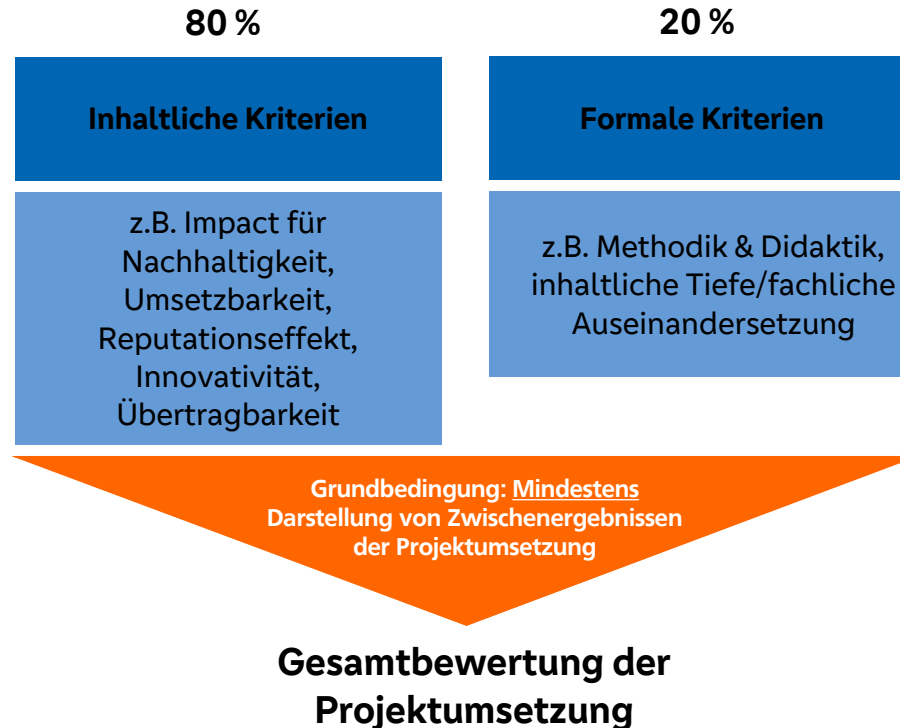 80 %
Inhaltliche Kriterien
z.B. Impact für
Nachhaltigkeit,
Umsetzbarkeit,
Reputationseffekt,
Innovativität,
Übertragbarkeit
20 %
Formale Kriterien
z.B. Methodik & Didaktik,
inhaltliche Tiefe/fachliche
Auseinandersetzung
Grundbedingung: Mindestens
Darstellung von Zwischenergebnissen
der Projektumsetzung
Gesamtbewertung der
Projektumsetzung